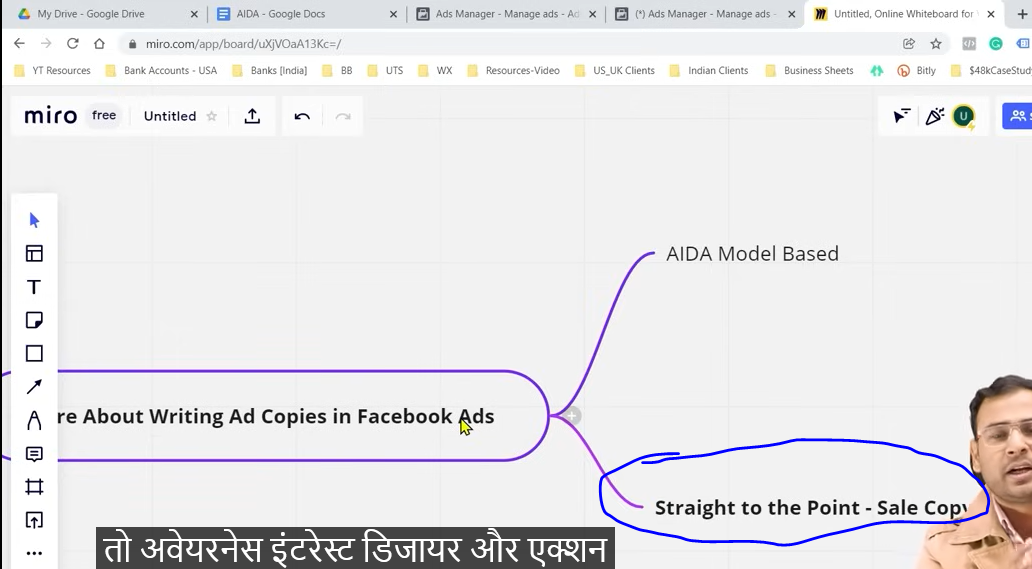 My Drive - Google Drive
AIDA - Google Docs
Ads Manager - Manage ads - Ad
(*) Ads Manager - Manage ads -
Untitled, Online Whiteboard for
miro.com/app/board/uXjVOaA13Kc=/
YT Resources
Bank Accounts - USA
Banks [India]
BB
UTS
WX
Resources-Video
US_UK Clients
Indian Clients
Business Sheets
Bitly
$48kCaseStud
miro free Untitled
U
AIDA Model Based
re About Writing Ad Copies in Facebook Ads
Straight to the Point - Sale Copy
तो अवेयरनेस इंटरेस्ट डिजायर और एक्शन